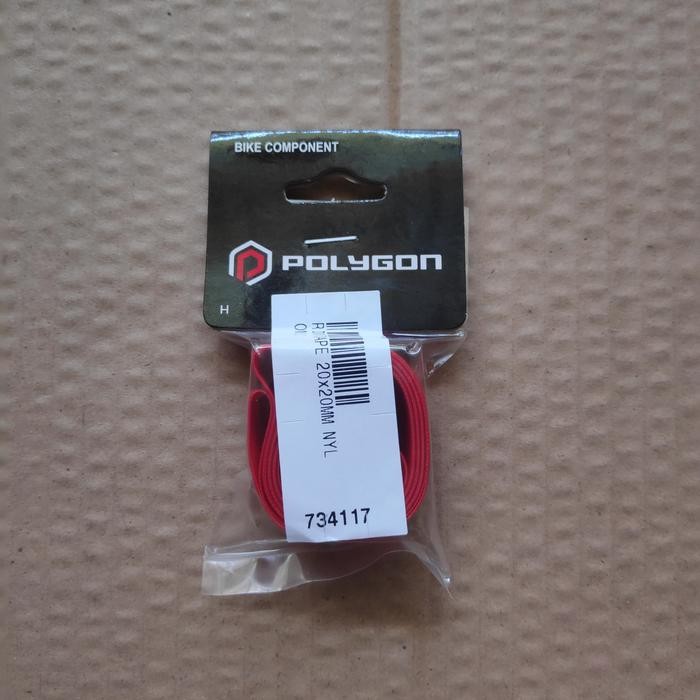 BIKE COMPONENT
POLYGON
H
20x20MM NYL
734117